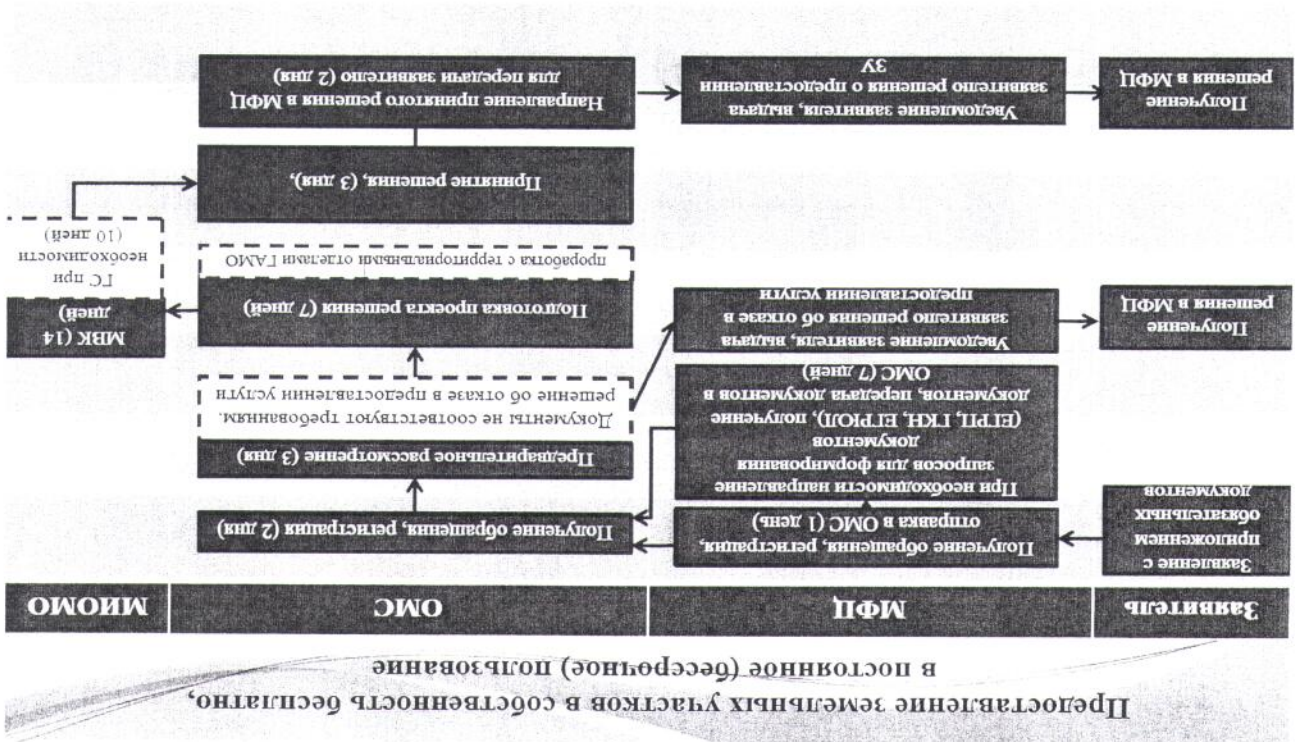 Предоставление земельных участков в собственность бесплатно,
в постоянное (бессрочное) пользование
Заявитель
МФЦ
ОМС
МИОМО
Заявление с
приложением
обязательных
документов
Получение обращения, регистрация,
отправка в ОМС (1 день)
Получение обращения, регистрация (2 дня)
При необходимости направление
запросов для формирования
документов
(ЕГРП, ГКН, ЕГРЮЛ), получение
документов, передача документов в
ОМС (7 дней)
Предварительное рассмотрение (3 дня)
Документы не соответствуют требованиям.
решение об отказе в предоставлении услуги
Уведомление заявителя, выдача
заявителю решения об отказе в
предоставлении услуги
Получение
решения в МФЦ
Подготовка проекта решения (7 дней)
проработка с территориальными отделами ГАМО
МВК (14
дней)
ГС при
необходимости
(10 дней)
Принятие решения, (3 дня),
Направление принятого решения в МФЦ
для передачи заявителю (2 дня)
Уведомление заявителя, выдача
заявителю решения о предоставлении
ЗУ
Получение
решения в МФЦ